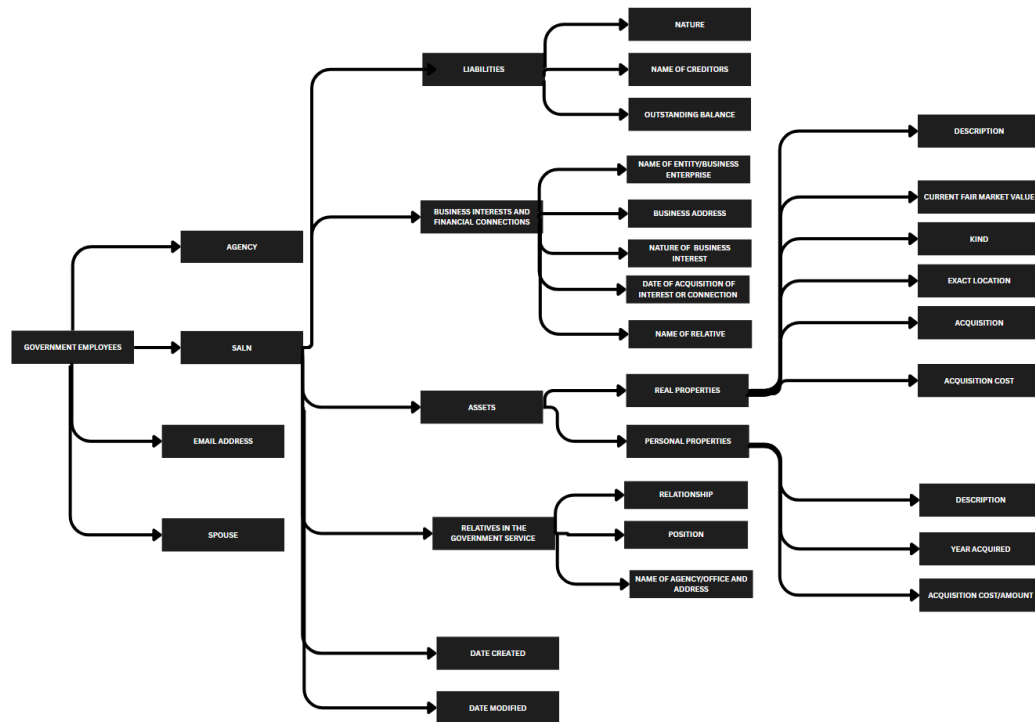 NATURE
LIABILITIES
NAME OF CREDITORS
OUTSTANDING BALANCE
DESCRIPTION
NAME OF ENTITY/BUSINESS
ENTERPRISE
CURRENT FAIR MARKET VALUE
BUSINESS INTERESTS AND
FINANCIAL CONNECTIONS
BUSINESS ADDRESS
KIND
AGENCY
NATURE OF BUSINESS
INTEREST
EXACT LOCATION
DATE OF ACQUISITION OF
INTEREST OR CONNECTION
ACQUISITION
NAME OF RELATIVE
GOVERNMENT EMPLOYEES
SALN
ACQUISITION COST
REAL PROPERTIES
ASSETS
EMAIL ADDRESS
PERSONAL PROPERTIES
RELATIONSHIP
DESCRIPTION
SPOUSE
RELATIVES IN THE
GOVERNMENT SERVICE
POSITION
YEAR ACQUIRED
NAME OF AGENCY/OFFICE AND
ADDRESS
ACQUISITION COST/AMOUNT
DATE CREATED
DATE MODIFIED